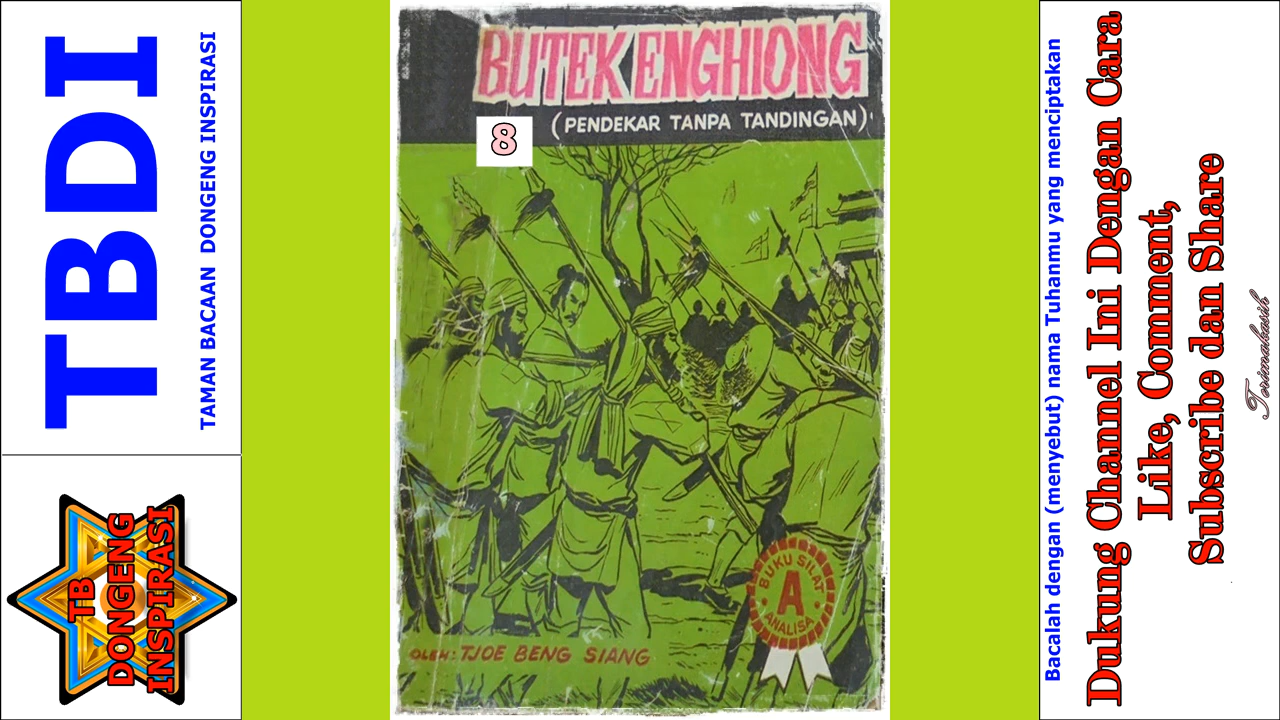 TBDI
TAMAN BACAAN DONGENG INSPIRASI
TB
DONGENG
INSPIRASI
BUTEK ENGHIONG
(PENDEKAR TANPA TANDINGAN)
8
BUKU SILAT
A
ANALISA
OLEH: TJOE BENG SIANG
Bacalah dengan (menyebut) nama Tuhanmu yang menciptakan
Dukung Channel Ini Dengan Cara
Like, Comment,
Subscribe dan Share
Terimakasih